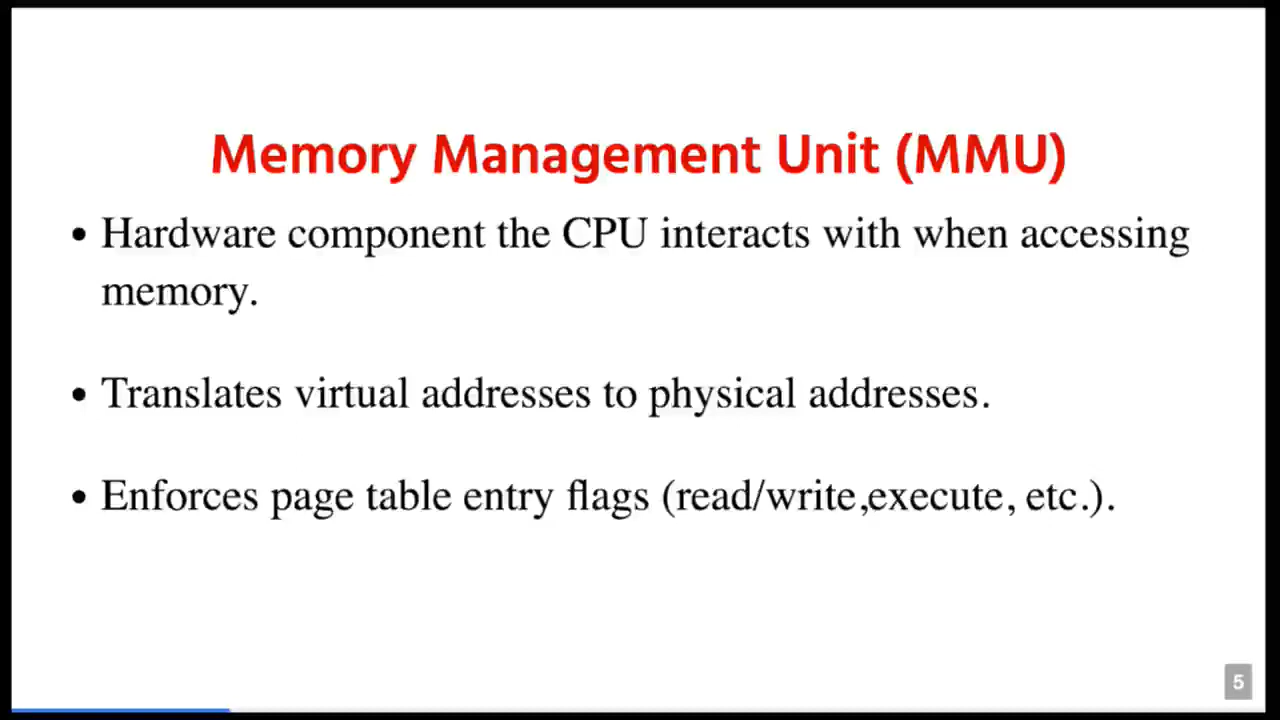 Memory Management Unit (MMU)
• Hardware component the CPU interacts with when accessing
memory.
• Translates virtual addresses to physical addresses.
• Enforces page table entry flags (read/write,execute, etc.).
5